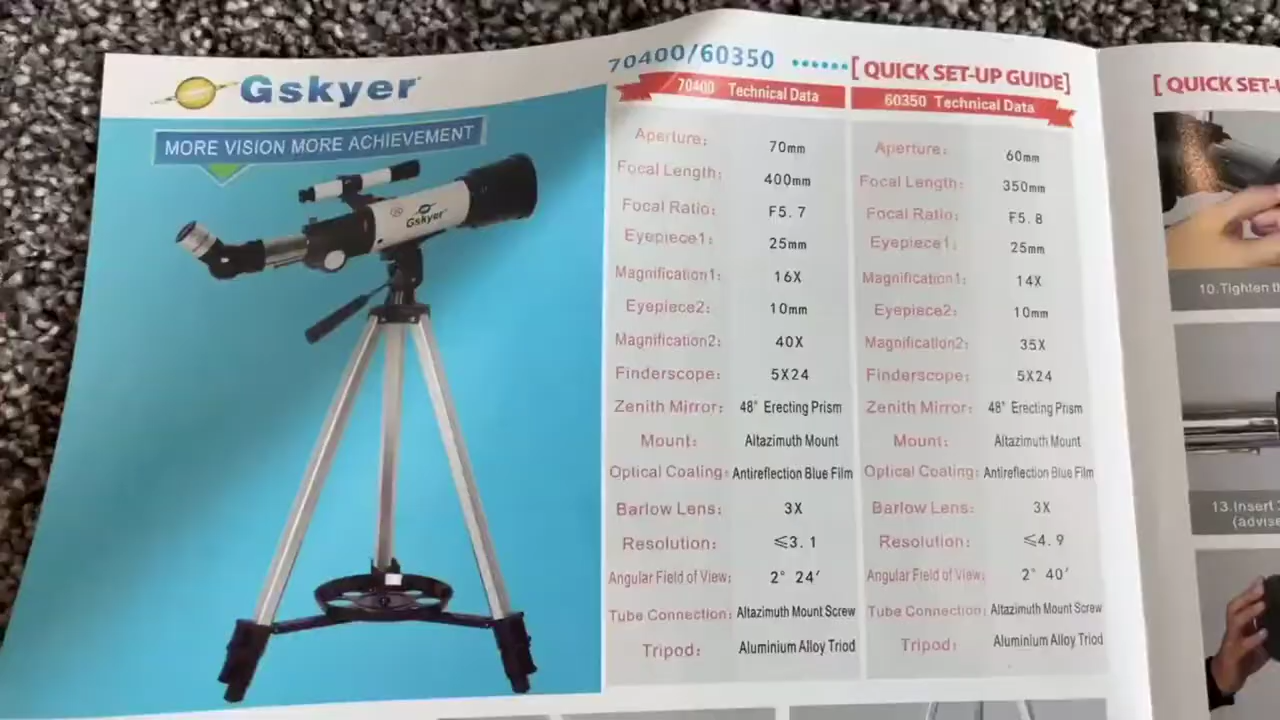 Gskyer
MORE VISION MORE ACHIEVEMENT
Gskyer
70400/60350 ······ [ QUICK SET-UP GUIDE]
70400 Technical Data
Aperture: 70mm
Focal Length: 400mm
Focal Ratio: F5.7
Eyepiece1: 25mm
Magnification1: 16X
Eyepiece2: 10mm
Magnification2: 40X
Finderscope: 5X24
Zenith Mirror: 48° Erecting Prism
Mount: Altazimuth Mount
Optical Coating: Antireflection Blue Film
Barlow Lens: 3X
Resolution: ≤3.1
Angular Field of View: 2° 24′
Tube Connection: Altazimuth Mount Screw
Tripod: Aluminium Alloy Triod
60350 Technical Data
Aperture: 60mm
Focal Length: 350mm
Focal Ratio: F5.8
Eyepiece1: 25mm
Magnification1: 14X
Eyepiece2: 10mm
Magnification2: 35X
Finderscope: 5X24
Zenith Mirror: 48° Erecting Prism
Mount: Altazimuth Mount
Optical Coating: Antireflection Blue Film
Barlow Lens: 3X
Resolution: ≤4.9
Angular Field of View: 2° 40′
Tube Connection: Altazimuth Mount Screw
Tripod: Aluminium Alloy Triod
[ QUICK SET-
10.Tighten
13.Insert